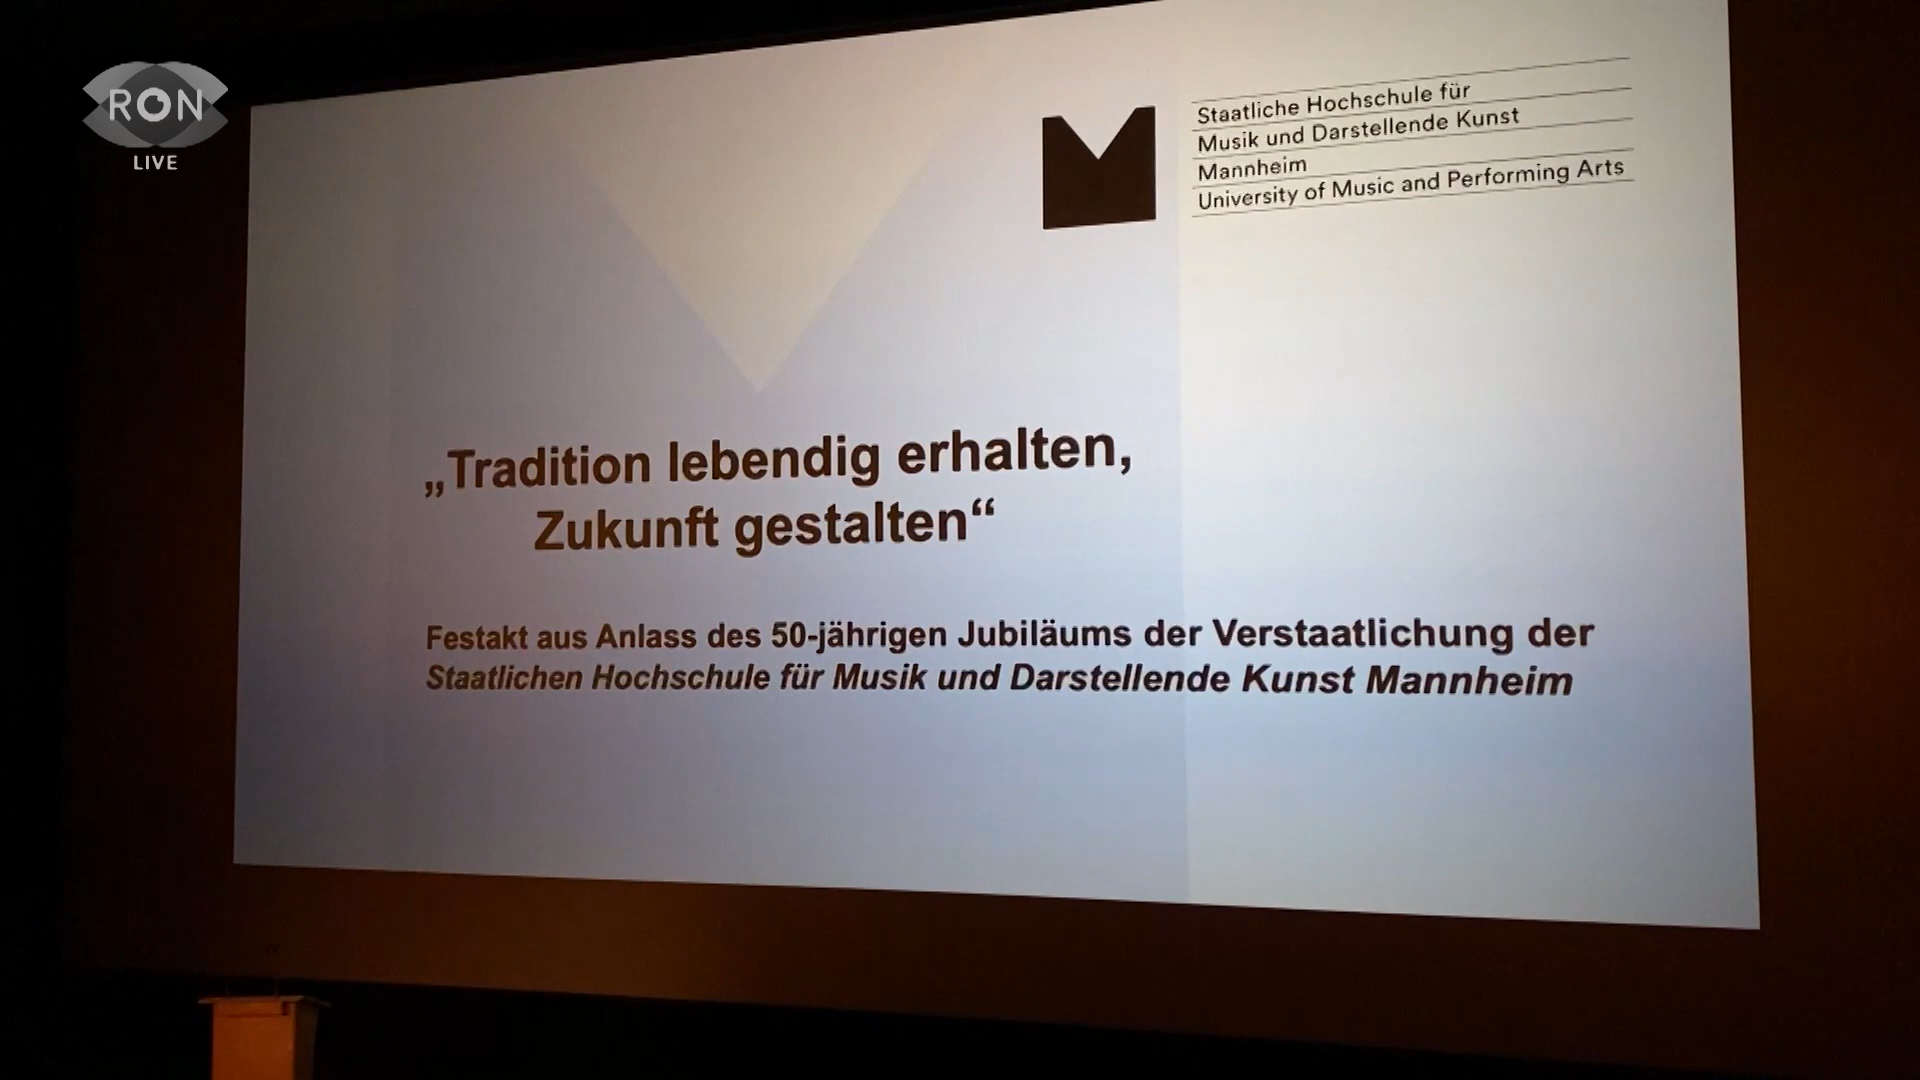 RON
LIVE
Staatliche Hochschule für
Musik und Darstellende Kunst
Mannheim
University of Music and Performing Arts
„Tradition lebendig erhalten,
Zukunft gestalten“
Festakt aus Anlass des 50-jährigen Jubiläums der Verstaatlichung der
Staatlichen Hochschule für Musik und Darstellende Kunst Mannheim